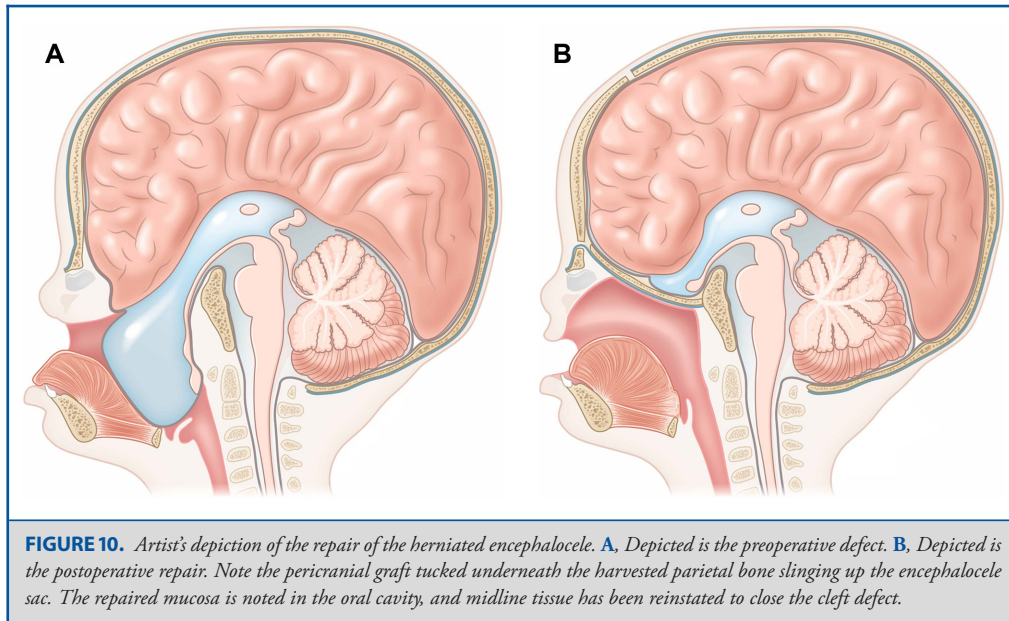 A
B
FIGURE 10. Artist's depiction of the repair of the herniated encephalocele. A, Depicted is the preoperative defect. B, Depicted is
the postoperative repair. Note the pericranial graft tucked underneath the harvested parietal bone slinging up the encephalocele
sac. The repaired mucosa is noted in the oral cavity, and midline tissue has been reinstated to close the cleft defect.